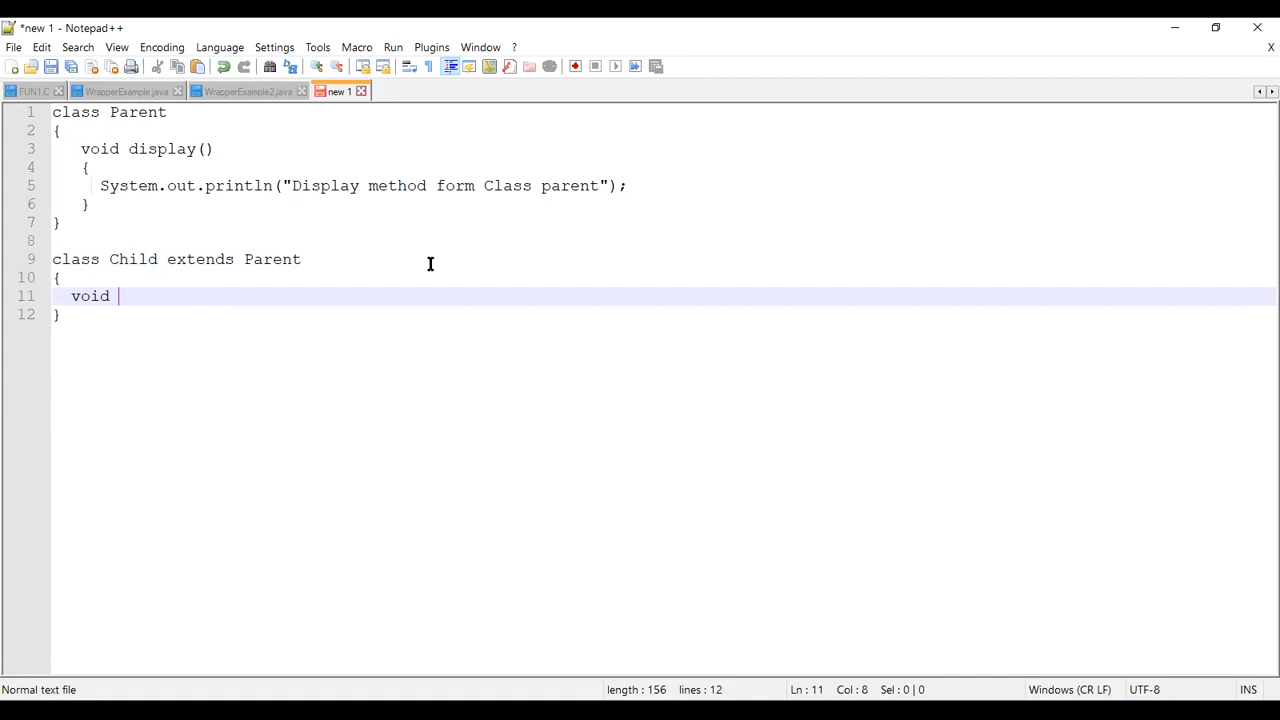 *new 1 - Notepad++
File Edit Search View Encoding Language Settings Tools Macro Run Plugins Window ? X
FUN1.C WrapperExample.java WrapperExample2.java new 1
1 class Parent
2 {
3 void display()
4 {
5 System.out.println("Display method form Class parent");
6 }
7 }
8
9 class Child extends Parent
10 {
11 void
12 }
Normal text file length : 156 lines : 12 Ln : 11 Col : 8 Sel : 0 | 0 Windows (CR LF) UTF-8 INS